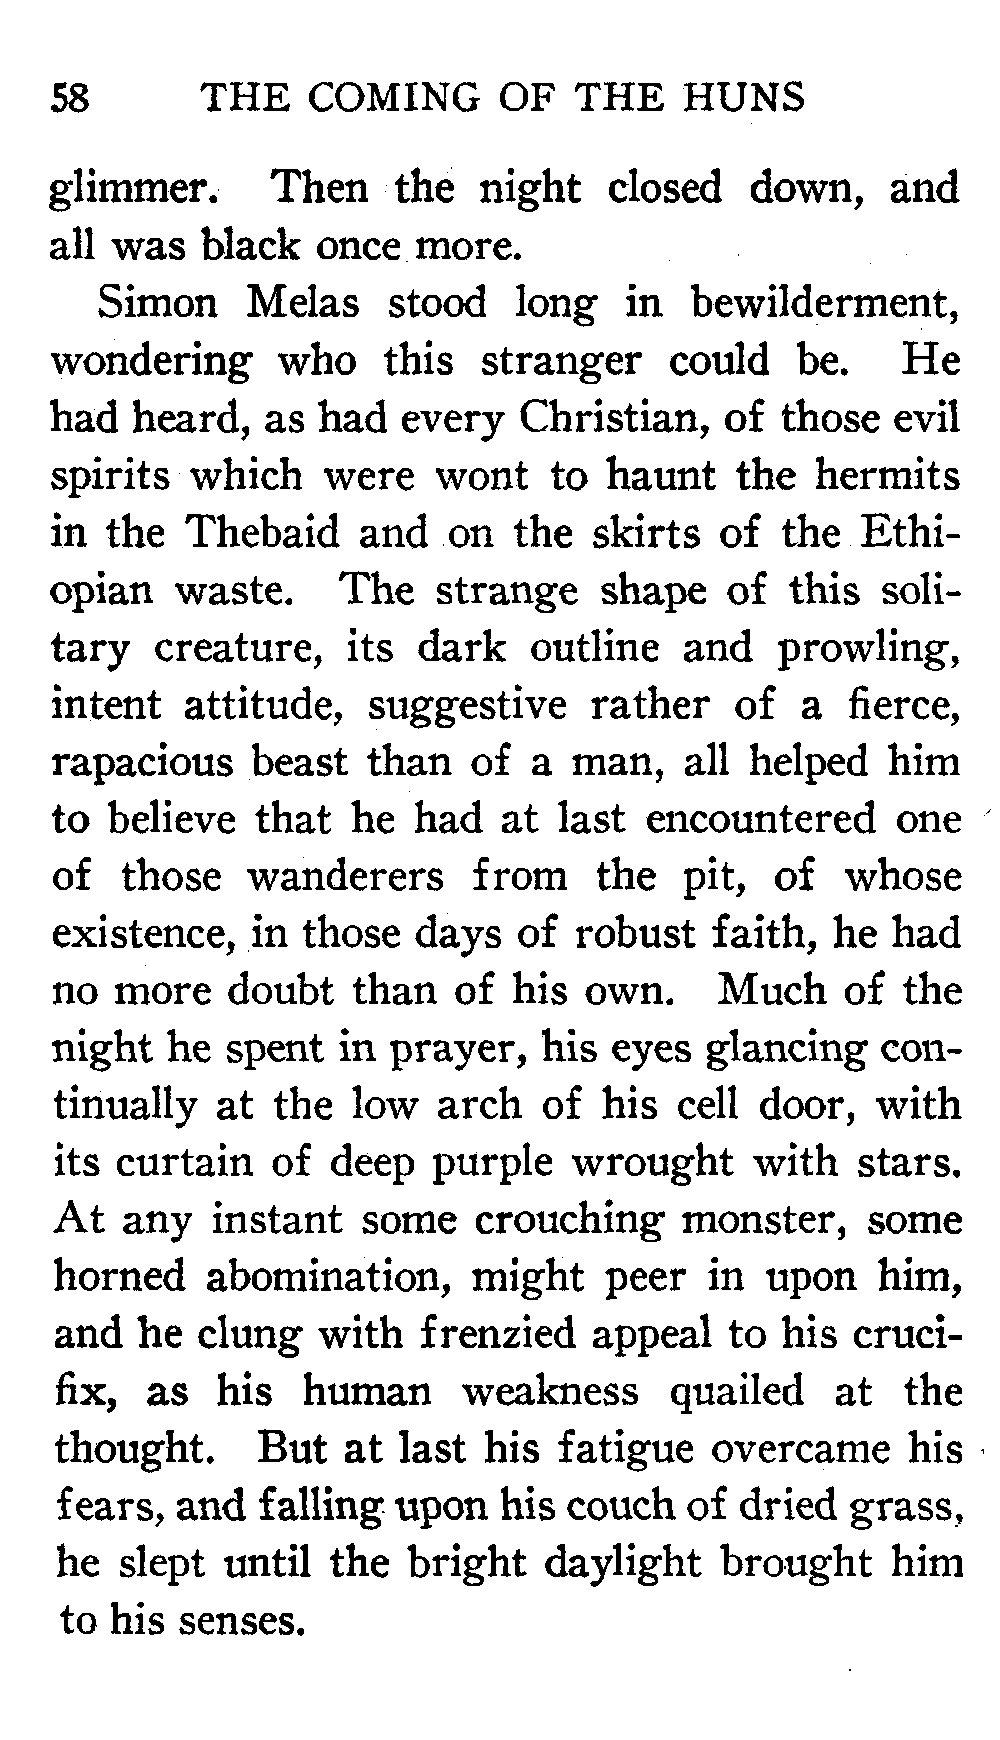 58 THE COMING OF THE HUNS
glimmer. Then the night closed down, and
all was black once more.
Simon Melas stood long in bewilderment,
wondering who this stranger could be. He
had heard, as had every Christian, of those evil
spirits which were wont to haunt the hermits
in the Thebaid and on the skirts of the Ethi-
opian waste. The strange shape of this soli-
tary creature, its dark outline and prowling,
intent attitude, suggestive rather of a fierce,
rapacious beast than of a man, all helped him
to believe that he had at last encountered one
of those wanderers from the pit, of whose
existence, in those days of robust faith, he had
no more doubt than of his own. Much of the
night he spent in prayer, his eyes glancing con-
tinually at the low arch of his cell door, with
its curtain of deep purple wrought with stars.
At any instant some crouching monster, some
horned abomination, might peer in upon him,
and he clung with frenzied appeal to his cruci-
fix, as his human weakness quailed at the
thought. But at last his fatigue overcame his
fears, and falling upon his couch of dried grass,
he slept until the bright daylight brought him
to his senses.